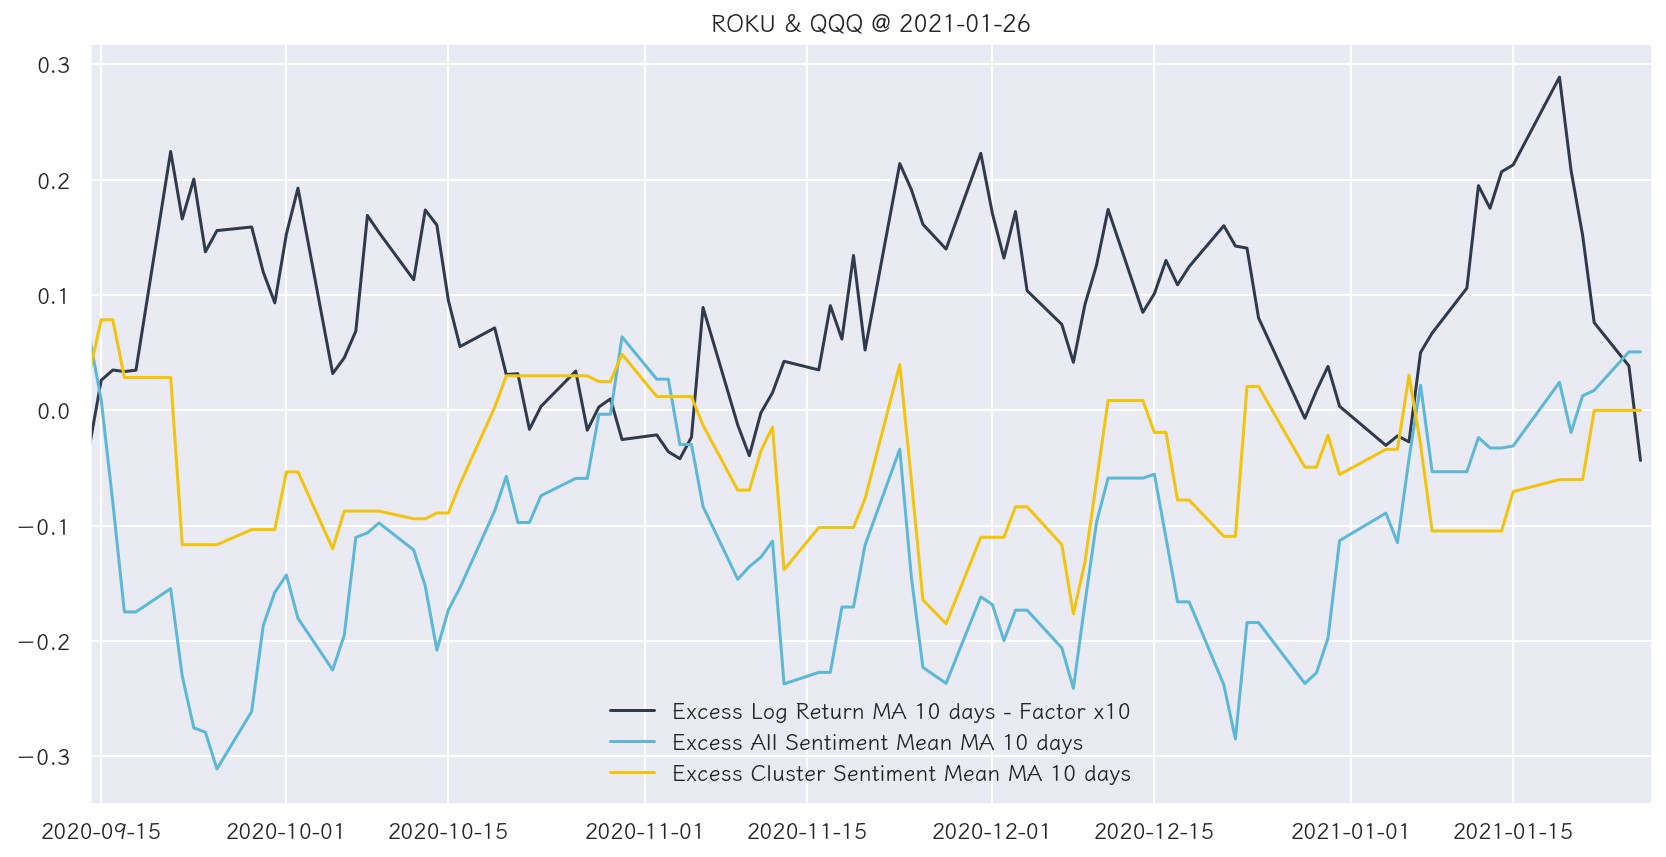 ROKU & QQQ @ 2021-01-26
0.3
0.2
0.1
0.0
−0.1
−0.2
−0.3
Excess Log Return MA 10 days - Factor x10
Excess All Sentiment Mean MA 10 days
Excess Cluster Sentiment Mean MA 10 days
2020-09-15 2020-10-01 2020-10-15 2020-11-01 2020-11-15 2020-12-01 2020-12-15 2021-01-01 2021-01-15